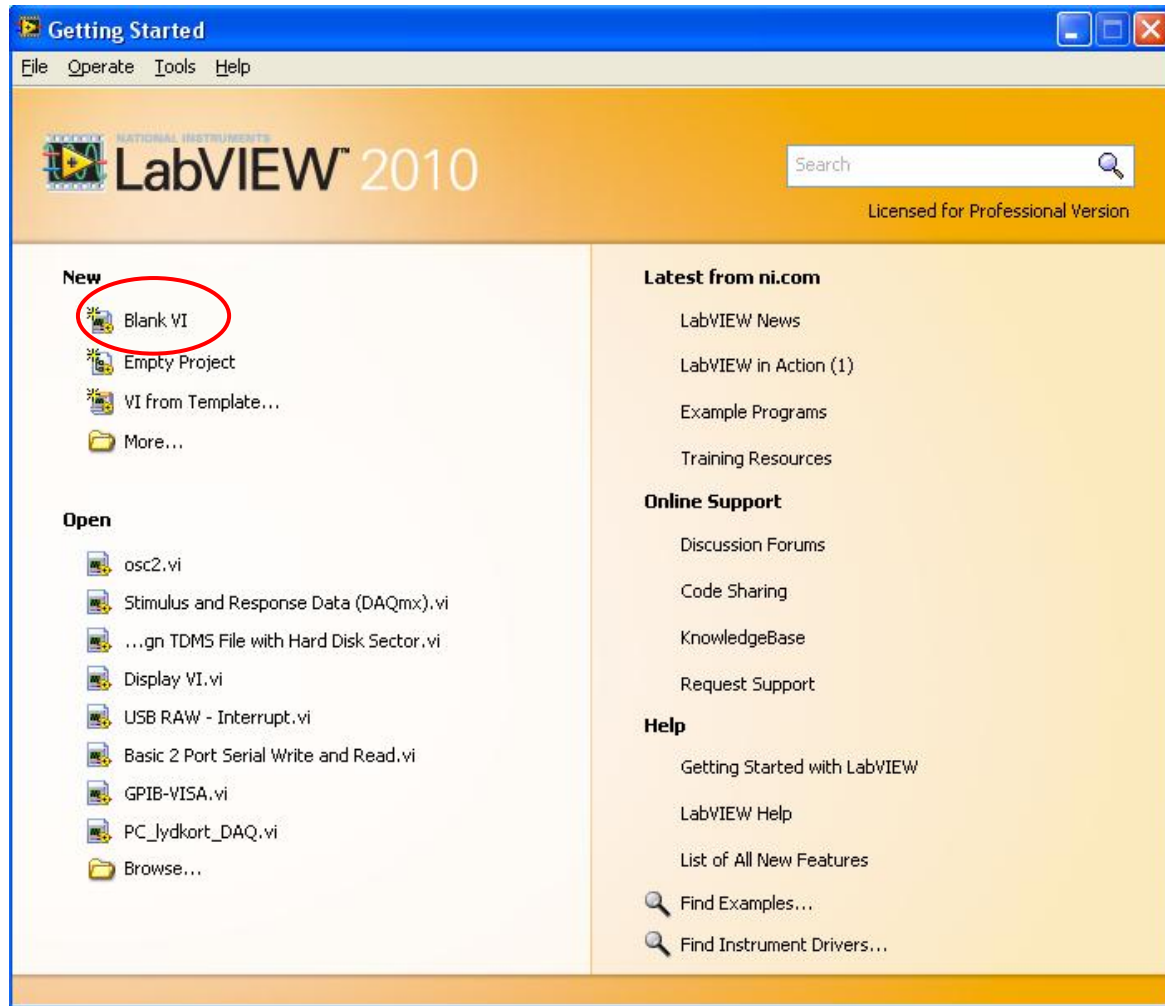 Getting Started
File Operate Tools Help
NATIONAL INSTRUMENTS
LabVIEW™ 2010
Search
Licensed for Professional Version
New
Blank VI
Empty Project
VI from Template...
More...
Open
osc2.vi
Stimulus and Response Data (DAQmx).vi
...gn TDMS File with Hard Disk Sector.vi
Display VI.vi
USB RAW - Interrupt.vi
Basic 2 Port Serial Write and Read.vi
GPIB-VISA.vi
PC_lydkort_DAQ.vi
Browse...
Latest from ni.com
LabVIEW News
LabVIEW in Action (1)
Example Programs
Training Resources
Online Support
Discussion Forums
Code Sharing
KnowledgeBase
Request Support
Help
Getting Started with LabVIEW
LabVIEW Help
List of All New Features
Find Examples...
Find Instrument Drivers...